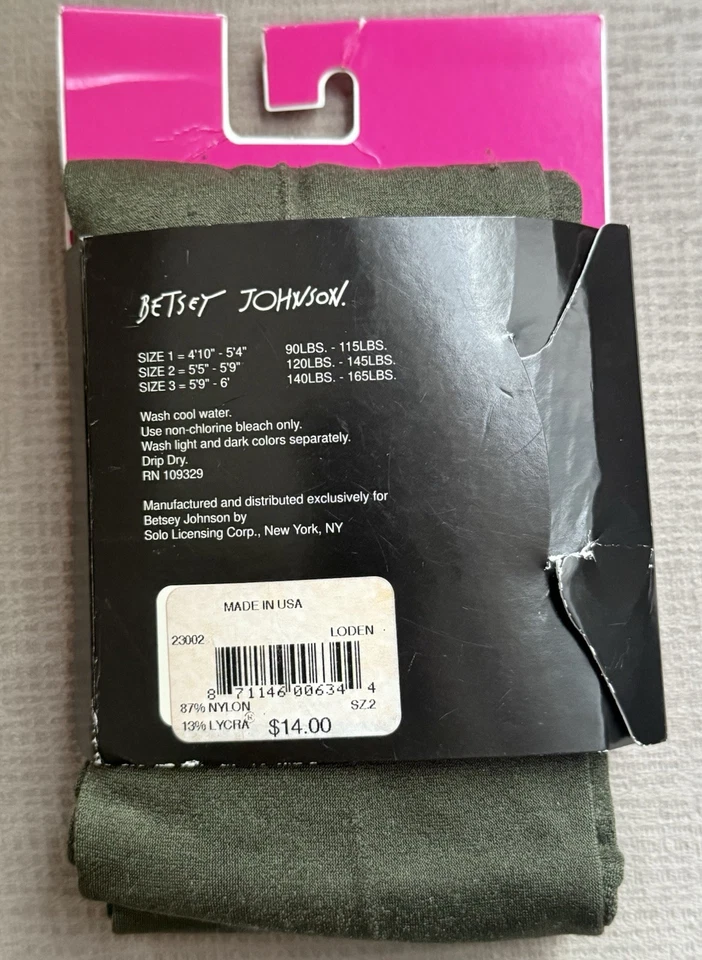 BETSEY JOHNSON.
SIZE 1 = 4'10" - 5'4" 90LBS. - 115LBS.
SIZE 2 = 5'5" - 5'9" 120LBS. - 145LBS.
SIZE 3 = 5'9" - 6' 140LBS. - 165LBS.
Wash cool water.
Use non-chlorine bleach only.
Wash light and dark colors separately.
Drip Dry.
RN 109329
Manufactured and distributed exclusively for
Betsey Johnson by
Solo Licensing Corp., New York, NY
MADE IN USA
23002 LODEN
8 71146 00634 4
87% NYLON SZ.2
13% LYCRA® $14.00